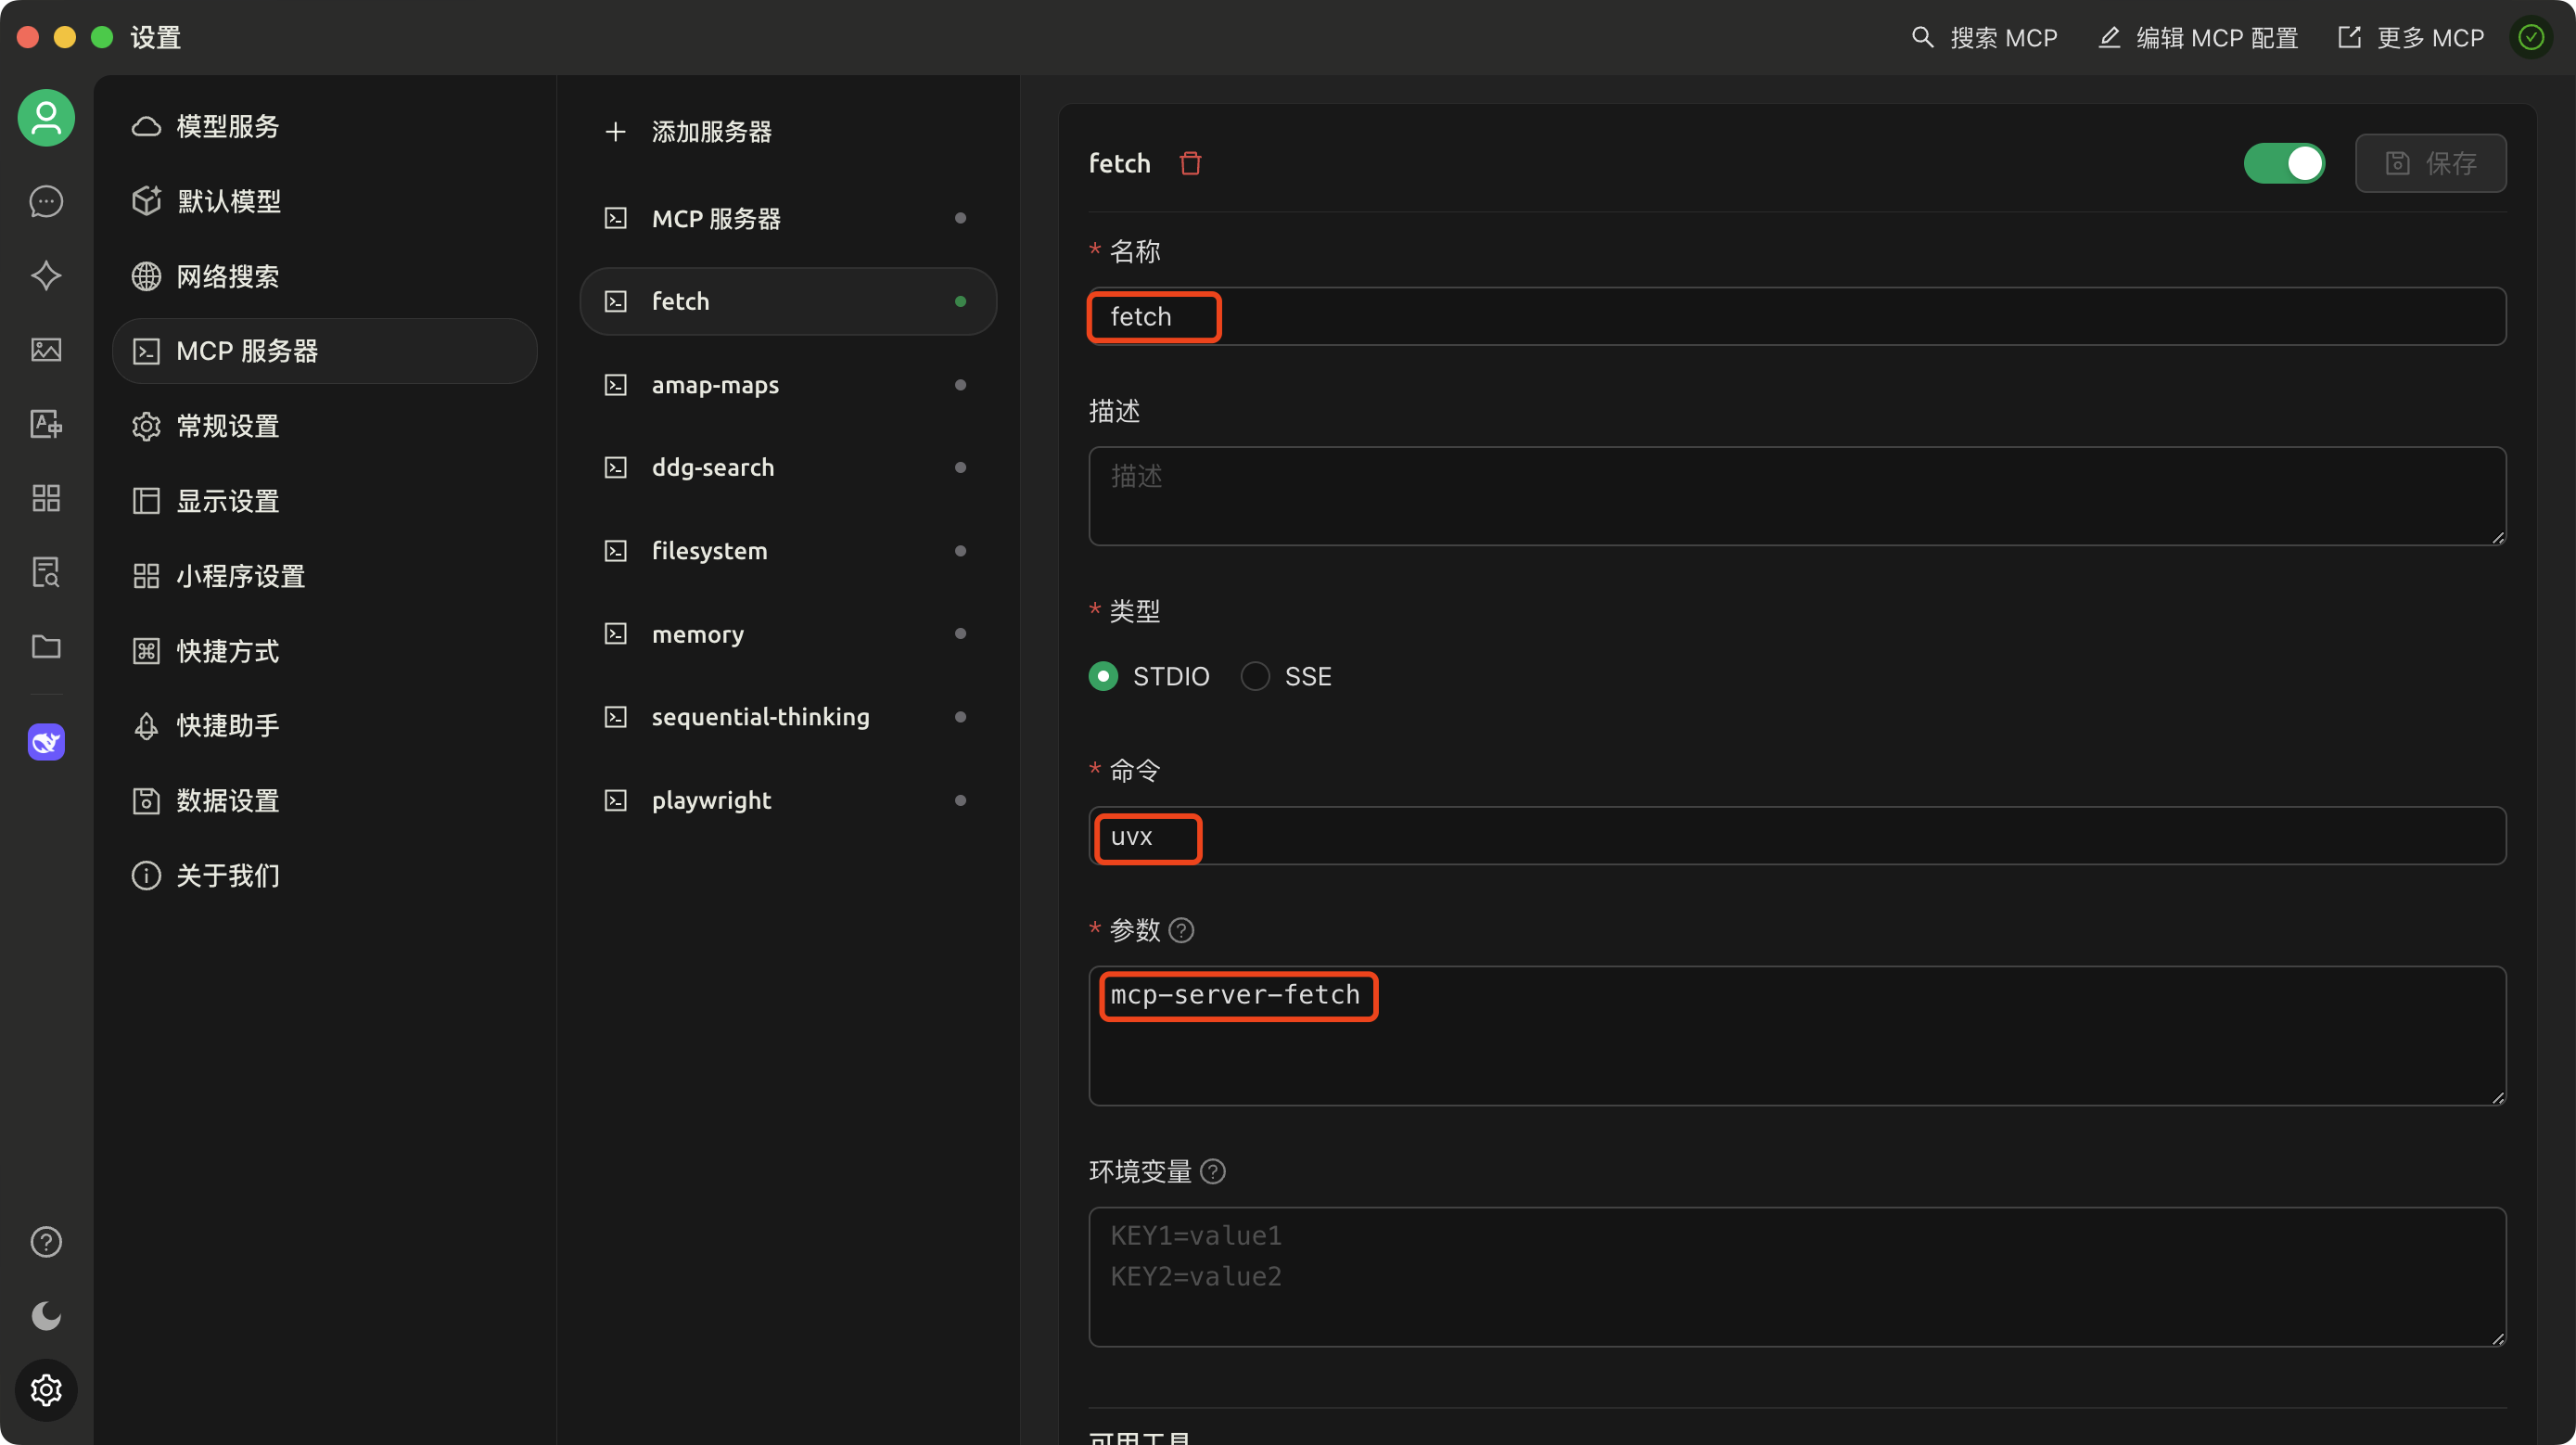 设置
搜索 MCP
编辑 MCP 配置
更多 MCP
模型服务
默认模型
网络搜索
MCP 服务器
常规设置
显示设置
小程序设置
快捷方式
快捷助手
数据设置
关于我们
添加服务器
MCP 服务器
fetch
amap-maps
ddg-search
filesystem
memory
sequential-thinking
playwright
fetch
保存
* 名称
fetch
描述
描述
* 类型
STDIO
SSE
* 命令
uvx
* 参数
mcp-server-fetch
环境变量
KEY1=value1
KEY2=value2
可用工具